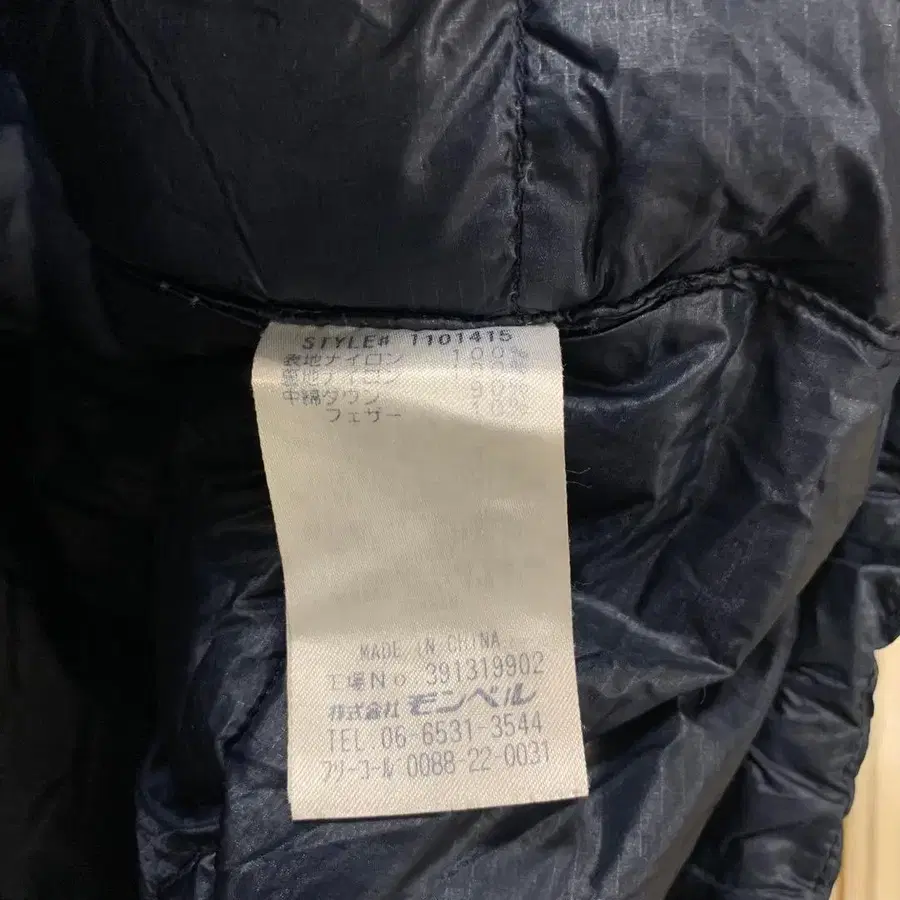 STYLE# 1101415
表地ナイロン 100%
裏地ナイロン 100%
中綿ダウン 90%
フェザー 10%
MADE IN CHINA
工場No. 391319902
株式会社 モンベル
TEL.06-6531-3544
フリーコール 0088-22-0031